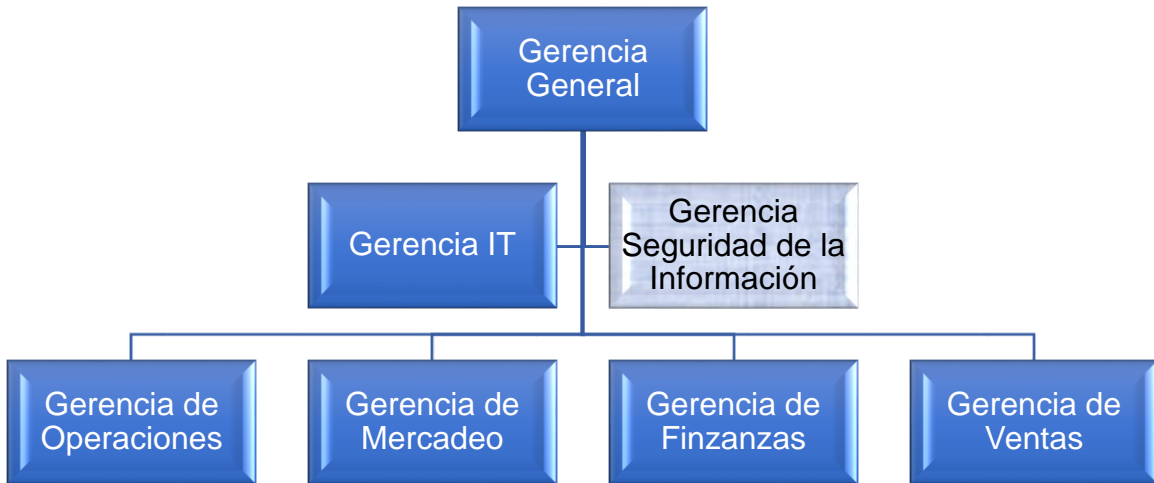 Gerencia
General
Gerencia IT
Gerencia
Seguridad de la
Información
Gerencia de
Operaciones
Gerencia de
Mercadeo
Gerencia de
Finzanzas
Gerencia de
Ventas